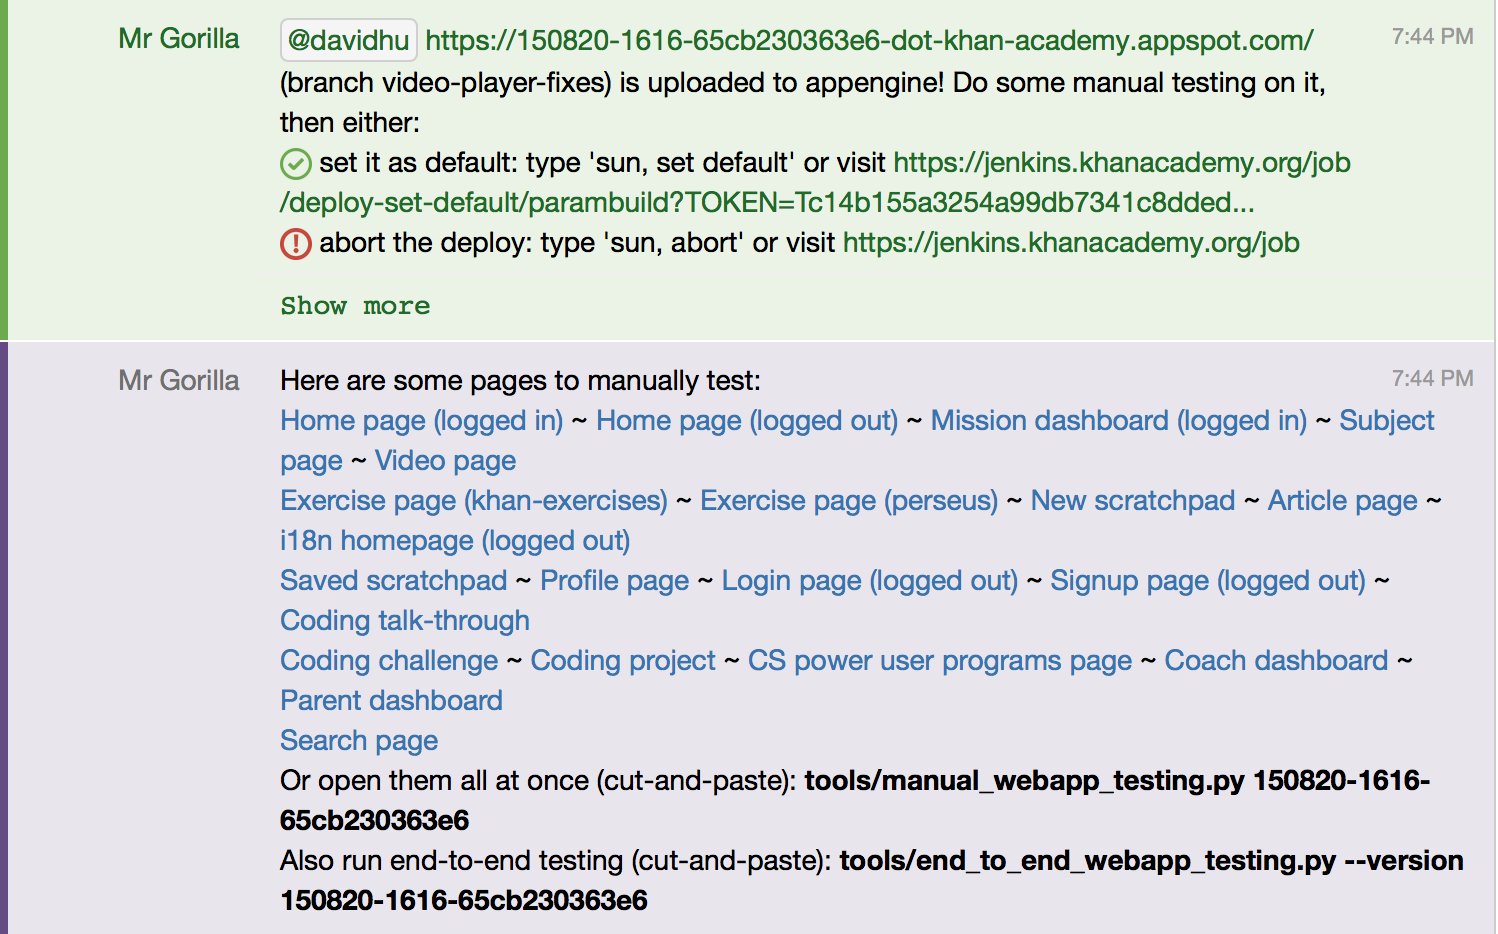 Mr Gorilla @davidhu https://150820-1616-65cb230363e6-dot-khan-academy.appspot.com/ 7:44 PM
(branch video-player-fixes) is uploaded to appengine! Do some manual testing on it,
then either:
set it as default: type 'sun, set default' or visit https://jenkins.khanacademy.org/job
/deploy-set-default/parambuild?TOKEN=Tc14b155a3254a99db7341c8dded...
abort the deploy: type 'sun, abort' or visit https://jenkins.khanacademy.org/job
Show more
Mr Gorilla Here are some pages to manually test: 7:44 PM
Home page (logged in) ~ Home page (logged out) ~ Mission dashboard (logged in) ~ Subject
page ~ Video page
Exercise page (khan-exercises) ~ Exercise page (perseus) ~ New scratchpad ~ Article page ~
i18n homepage (logged out)
Saved scratchpad ~ Profile page ~ Login page (logged out) ~ Signup page (logged out) ~
Coding talk-through
Coding challenge ~ Coding project ~ CS power user programs page ~ Coach dashboard ~
Parent dashboard
Search page
Or open them all at once (cut-and-paste): tools/manual_webapp_testing.py 150820-1616-
65cb230363e6
Also run end-to-end testing (cut-and-paste): tools/end_to_end_webapp_testing.py --version
150820-1616-65cb230363e6